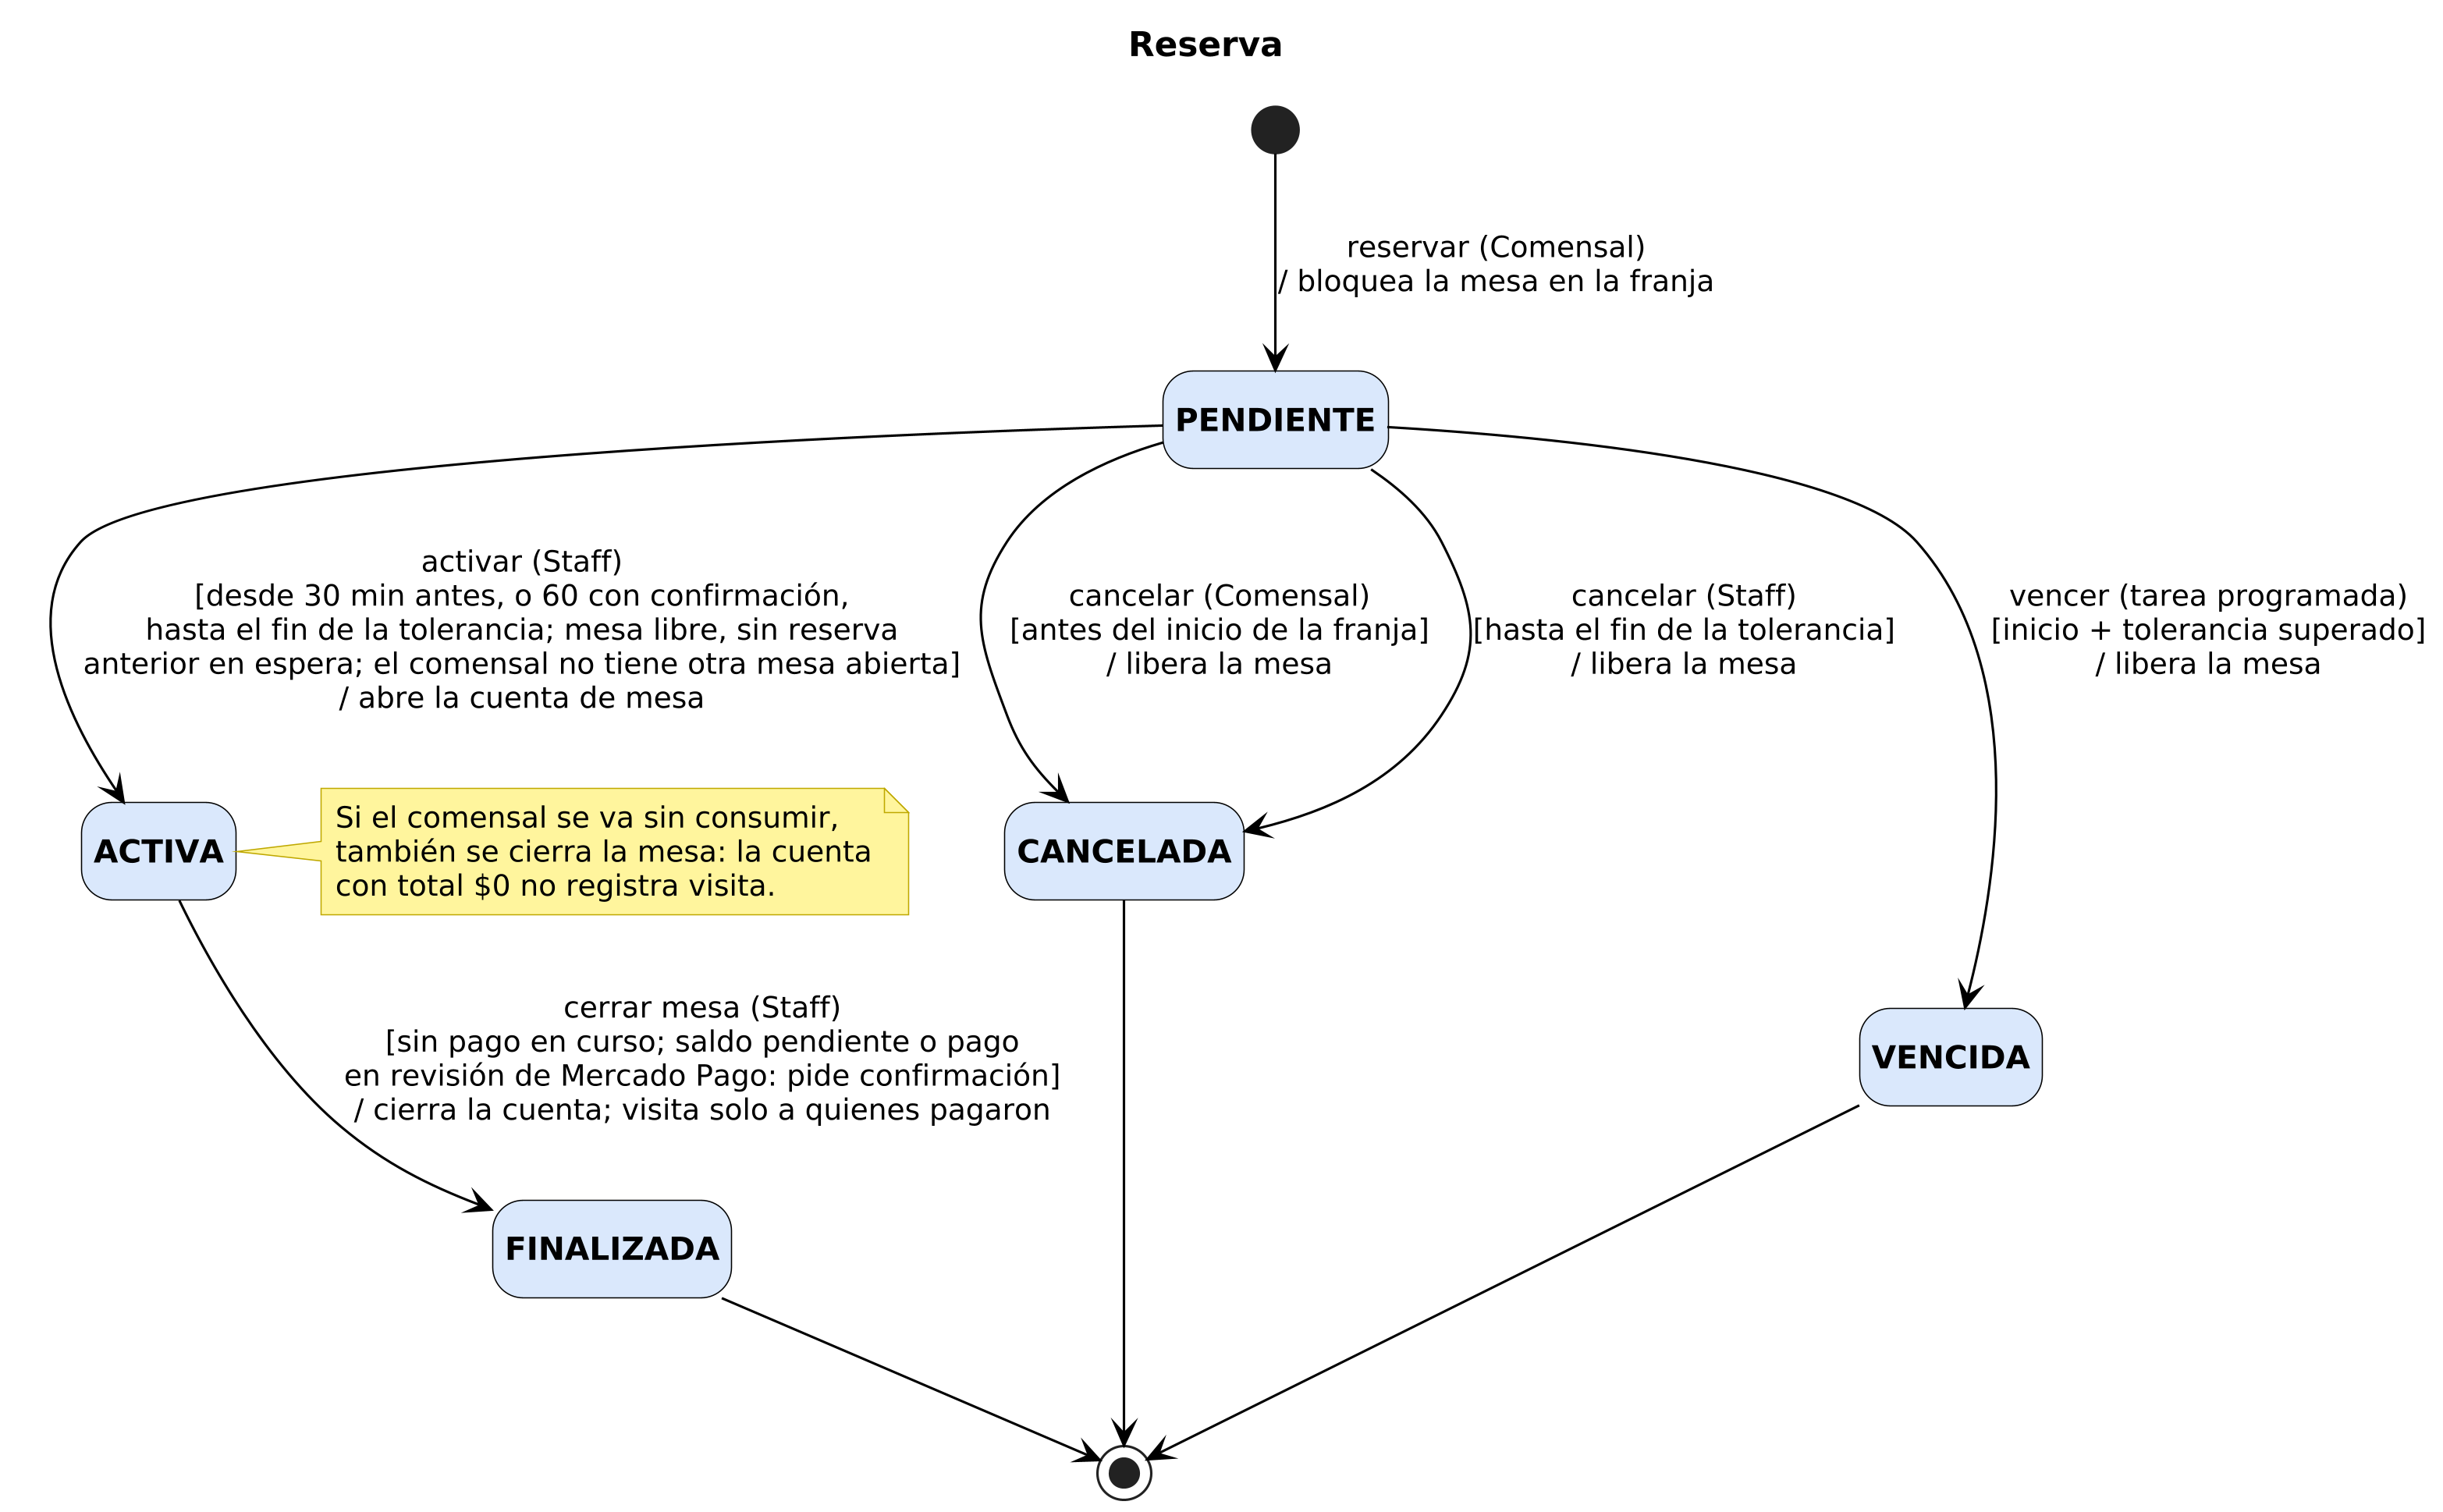 Reserva
reservar (Comensal)
/ bloquea la mesa en la franja
PENDIENTE
activar (Staff)
[desde 30 min antes, o 60 con confirmación,
hasta el fin de la tolerancia; mesa libre, sin reserva
anterior en espera; el comensal no tiene otra mesa abierta]
/ abre la cuenta de mesa
cancelar (Comensal)
[antes del inicio de la franja]
/ libera la mesa
cancelar (Staff)
[hasta el fin de la tolerancia]
/ libera la mesa
vencer (tarea programada)
[inicio + tolerancia superado]
/ libera la mesa
ACTIVA
Si el comensal se va sin consumir,
también se cierra la mesa: la cuenta
con total $0 no registra visita.
CANCELADA
cerrar mesa (Staff)
[sin pago en curso; saldo pendiente o pago
en revisión de Mercado Pago: pide confirmación]
/ cierra la cuenta; visita solo a quienes pagaron
VENCIDA
FINALIZADA